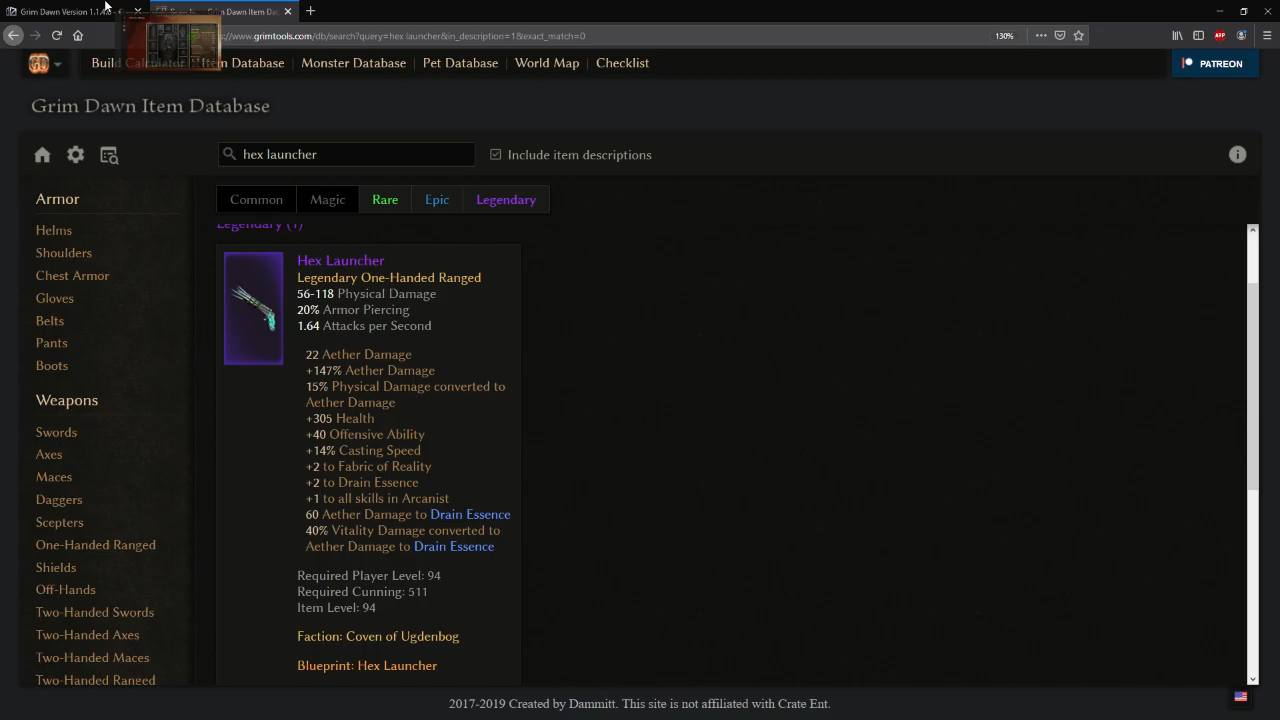 Grim Dawn Version 1.1.4.
Grim Dawn Item Dat
www.grimtools.com/db/search?query=hex launcher&in_description=1&exact_match=0
130%
ABP
Build Calculator
Item Database
Monster Database
Pet Database
World Map
Checklist
PATREON
Grim Dawn Item Database
hex launcher
Include item descriptions
Common
Magic
Rare
Epic
Legendary
Armor
Helms
Shoulders
Chest Armor
Gloves
Belts
Pants
Boots
Weapons
Swords
Axes
Maces
Daggers
Scepters
One-Handed Ranged
Shields
Off-Hands
Two-Handed Swords
Two-Handed Axes
Two-Handed Maces
Two-Handed Ranged
Legendary (1)
Hex Launcher
Legendary One-Handed Ranged
56-118 Physical Damage
20% Armor Piercing
1.64 Attacks per Second
22 Aether Damage
+147% Aether Damage
15% Physical Damage converted to
Aether Damage
+305 Health
+40 Offensive Ability
+14% Casting Speed
+2 to Fabric of Reality
+2 to Drain Essence
+1 to all skills in Arcanist
60 Aether Damage to Drain Essence
40% Vitality Damage converted to
Aether Damage to Drain Essence
Required Player Level: 94
Required Cunning: 511
Item Level: 94
Faction: Coven of Ugdenbog
Blueprint: Hex Launcher
2017-2019 Created by Dammitt. This site is not affiliated with Crate Ent.